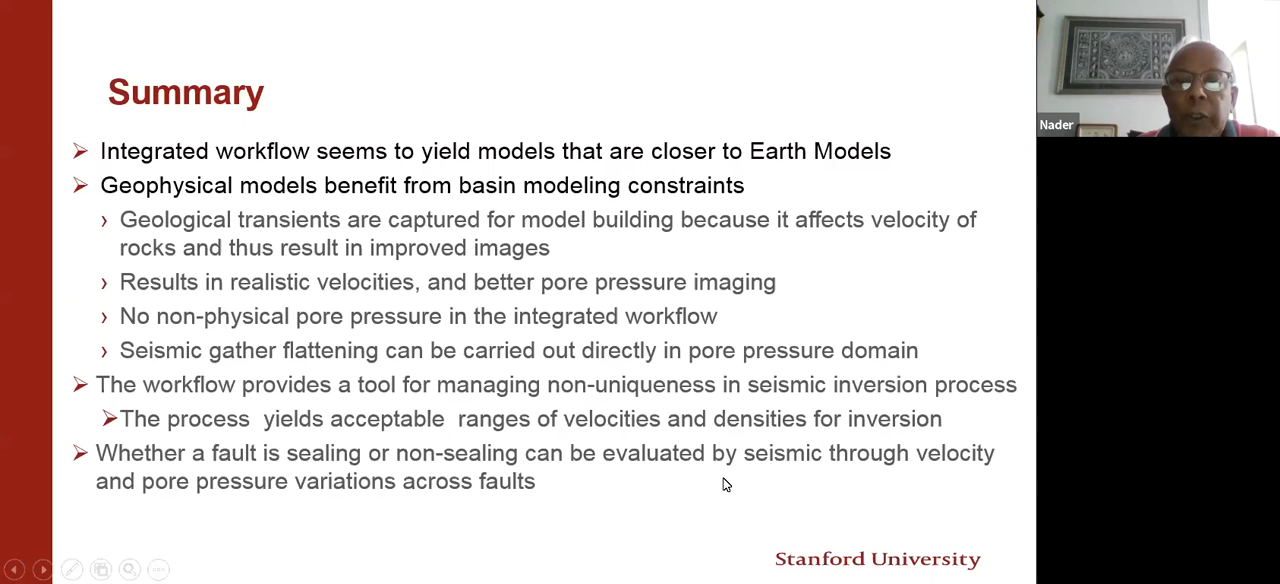 Summary
Integrated workflow seems to yield models that are closer to Earth Models
Geophysical models benefit from basin modeling constraints
Geological transients are captured for model building because it affects velocity of
rocks and thus result in improved images
Results in realistic velocities, and better pore pressure imaging
No non-physical pore pressure in the integrated workflow
Seismic gather flattening can be carried out directly in pore pressure domain
The workflow provides a tool for managing non-uniqueness in seismic inversion process
The process yields acceptable ranges of velocities and densities for inversion
Whether a fault is sealing or non-sealing can be evaluated by seismic through velocity
and pore pressure variations across faults
Stanford University
Nader